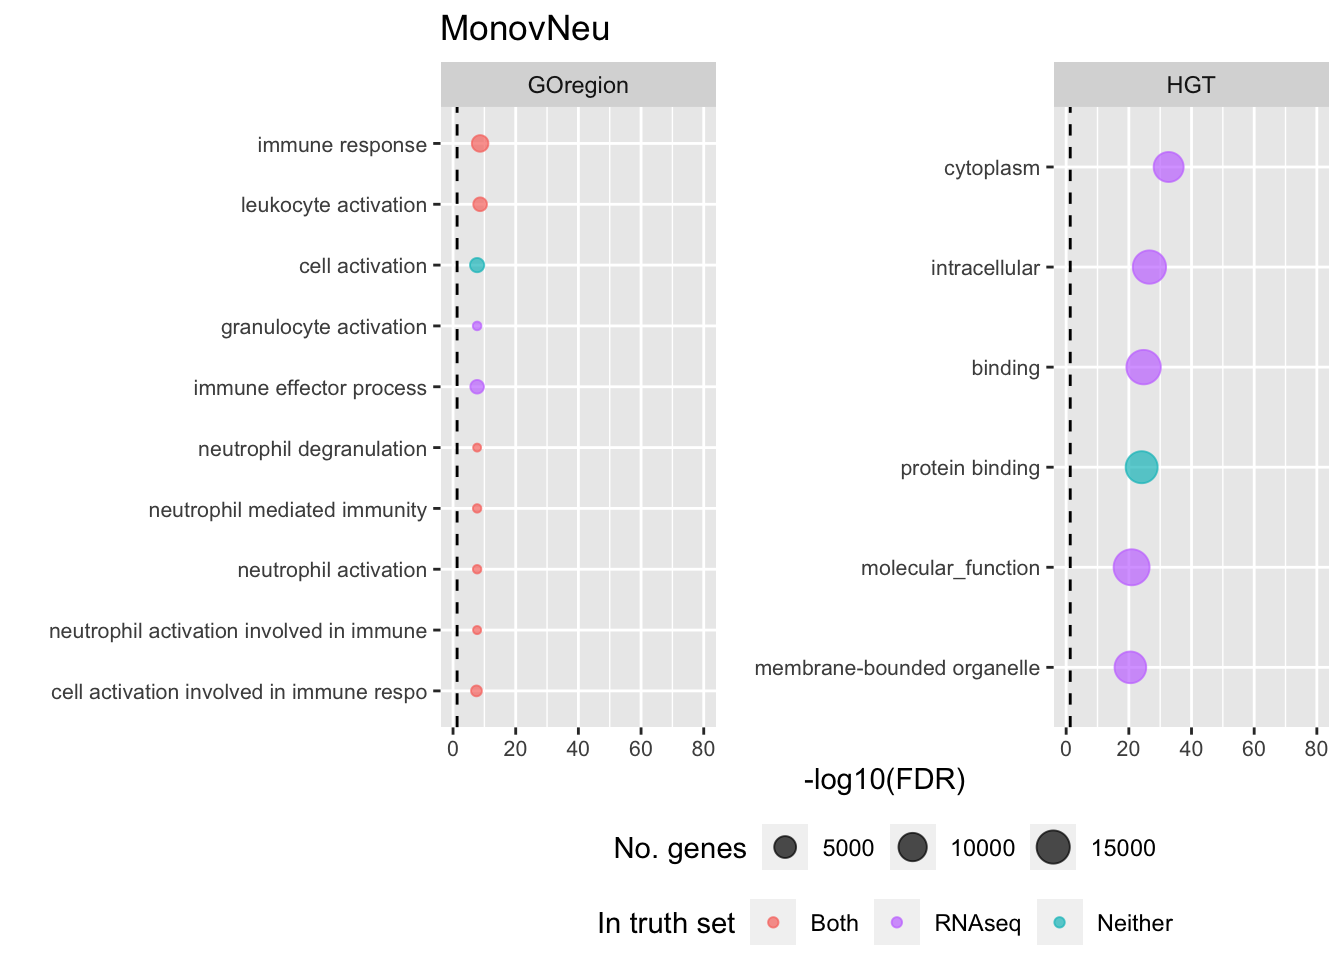 MonovNeu
GOregion
immune response
leukocyte activation
cell activation
granulocyte activation
immune effector process
neutrophil degranulation
neutrophil mediated immunity
neutrophil activation
neutrophil activation involved in immune
cell activation involved in immune respo
0 20 40 60 80
HGT
cytoplasm
intracellular
binding
protein binding
molecular_function
membrane-bounded organelle
0 20 40 60 80
-log10(FDR)
No. genes 5000 10000 15000
In truth set Both RNAseq Neither